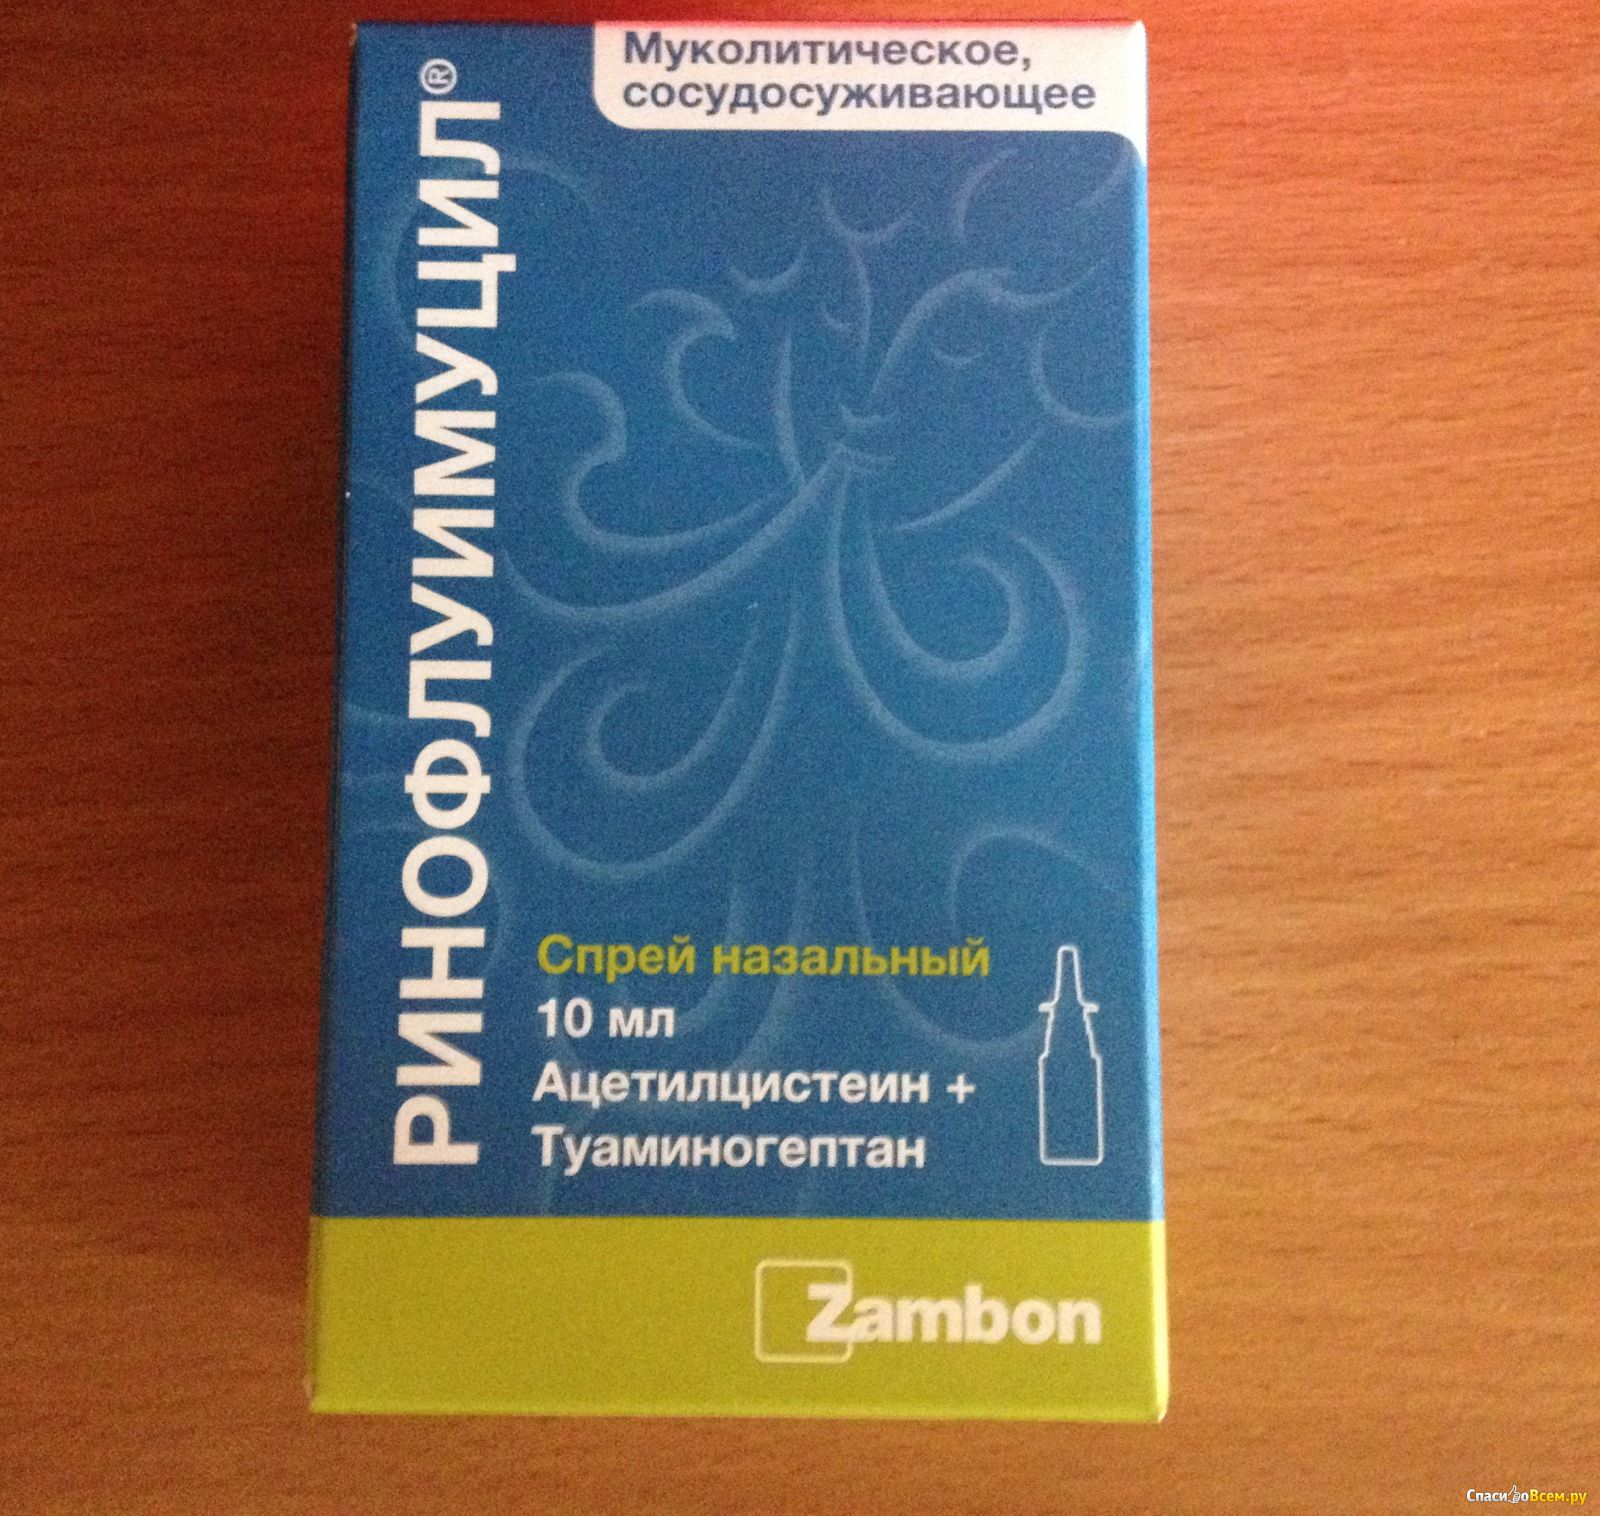 Муколитическое,
сосудосуживающее
РИНОФЛУИМУЦИЛ®
Спрей назальный
10 мл
Ацетилцистеин +
Туаминогептан
Zambon
СпасибоВсем.ру